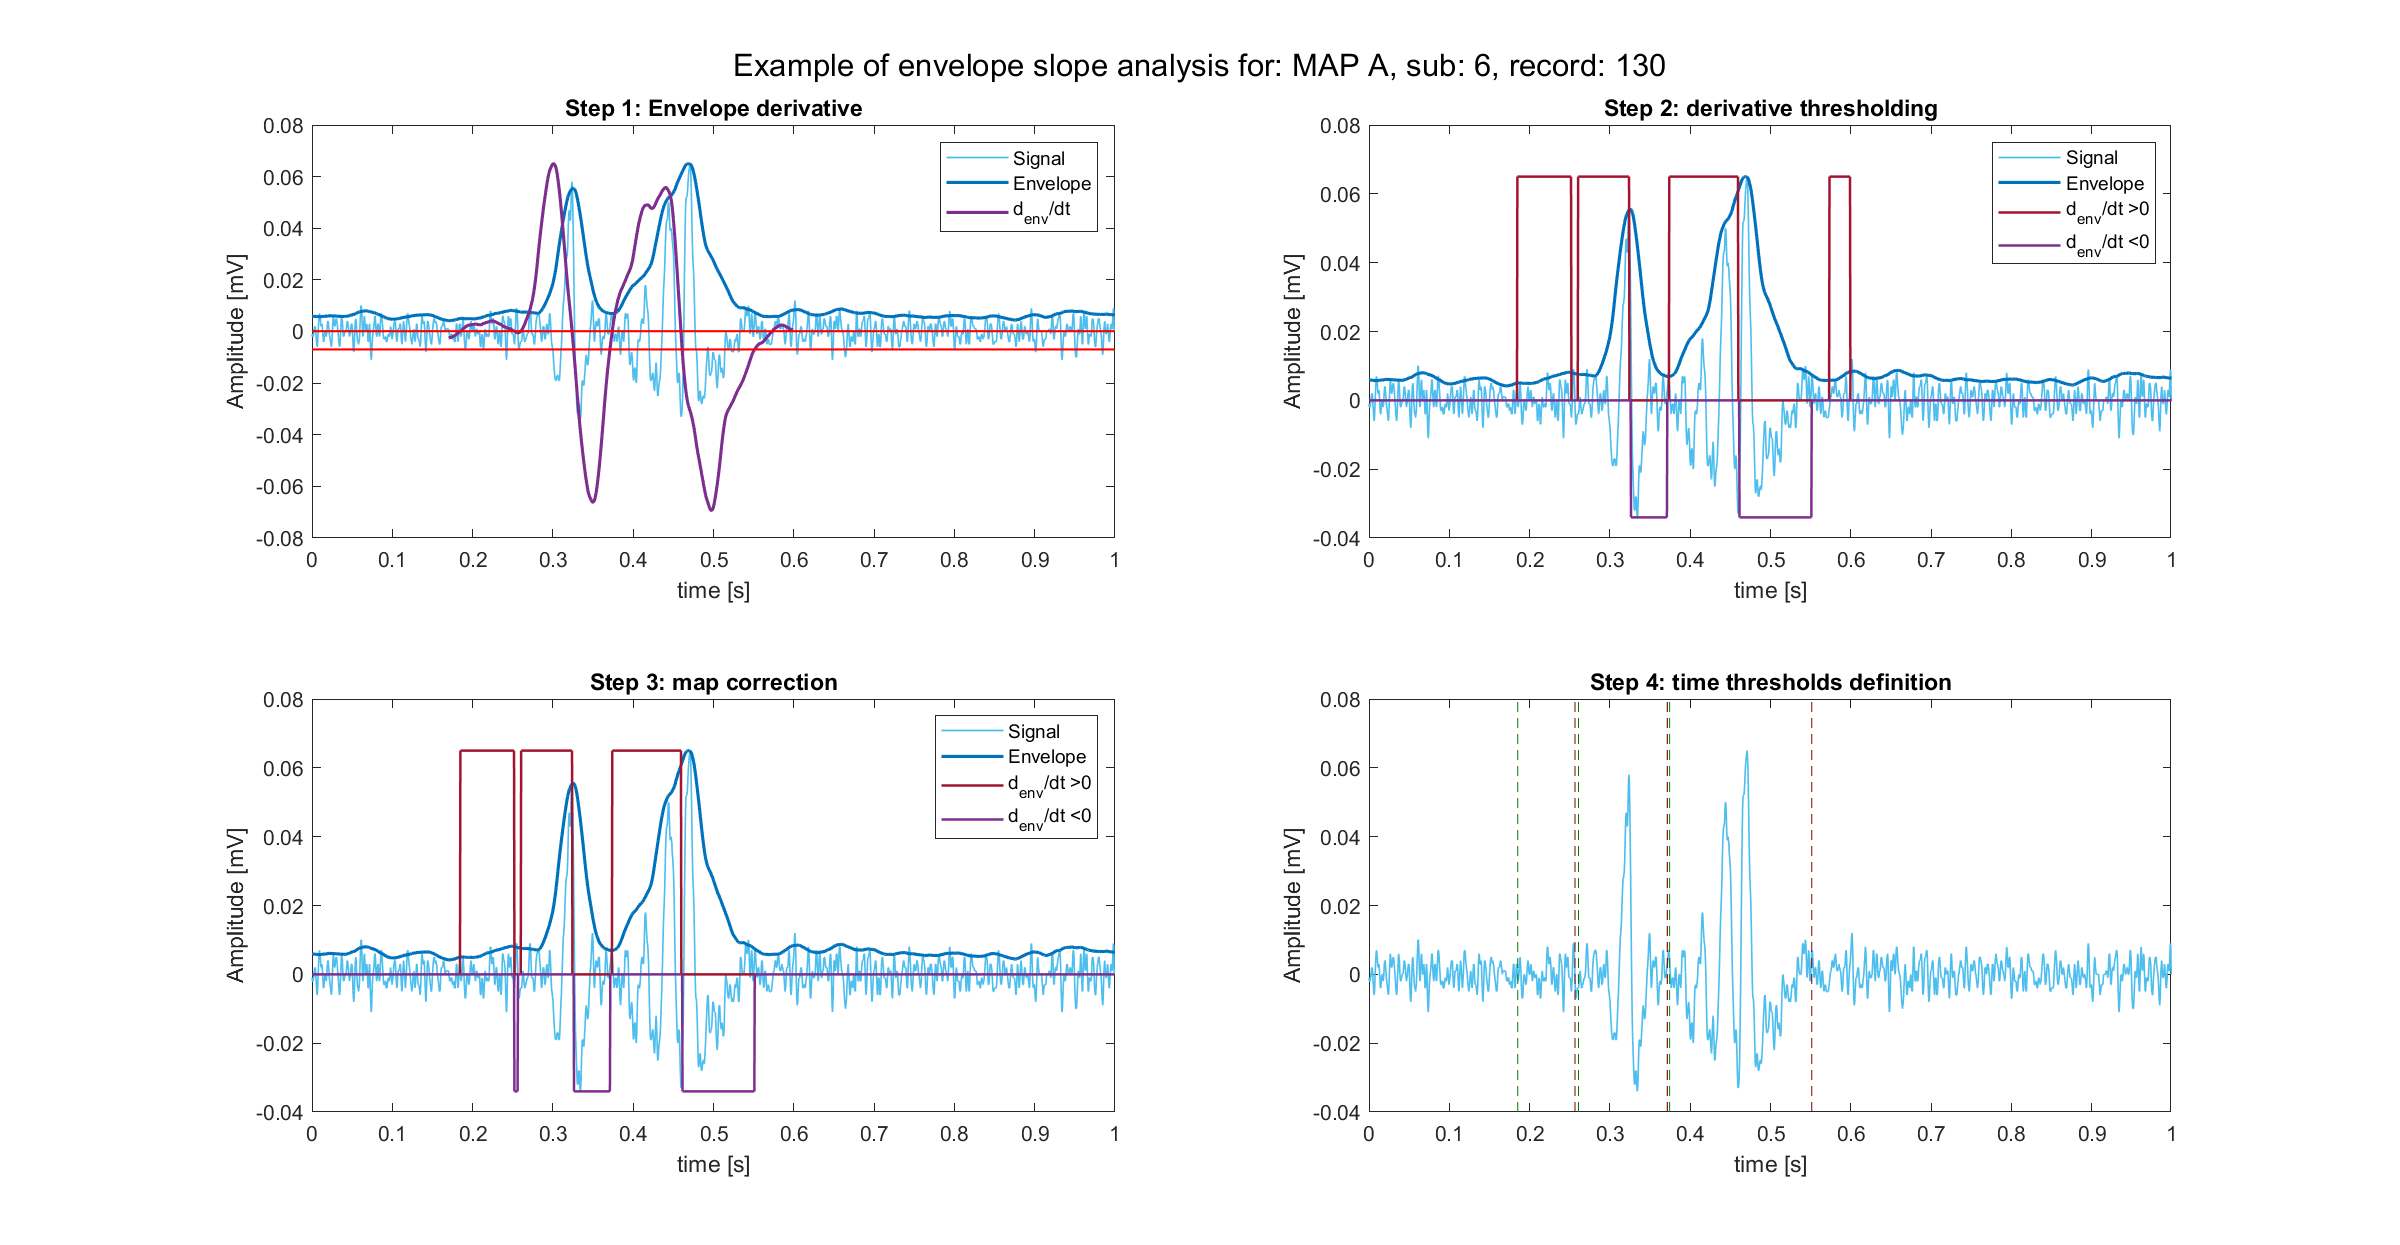 Example of envelope slope analysis for: MAP A, sub: 6, record: 130
Step 1: Envelope derivative
0.08
0.06
0.04
0.02
0
-0.02
-0.04
-0.06
-0.08
Amplitude [mV]
0 0.1 0.2 0.3 0.4 0.5 0.6 0.7 0.8 0.9 1
time [s]
Signal
Envelope
d_env/dt
Step 2: derivative thresholding
0.08
0.06
0.04
0.02
0
-0.02
-0.04
Amplitude [mV]
0 0.1 0.2 0.3 0.4 0.5 0.6 0.7 0.8 0.9 1
time [s]
Signal
Envelope
d_env/dt >0
d_env/dt <0
Step 3: map correction
0.08
0.06
0.04
0.02
0
-0.02
-0.04
Amplitude [mV]
0 0.1 0.2 0.3 0.4 0.5 0.6 0.7 0.8 0.9 1
time [s]
Signal
Envelope
d_env/dt >0
d_env/dt <0
Step 4: time thresholds definition
0.08
0.06
0.04
0.02
0
-0.02
-0.04
Amplitude [mV]
0 0.1 0.2 0.3 0.4 0.5 0.6 0.7 0.8 0.9 1
time [s]